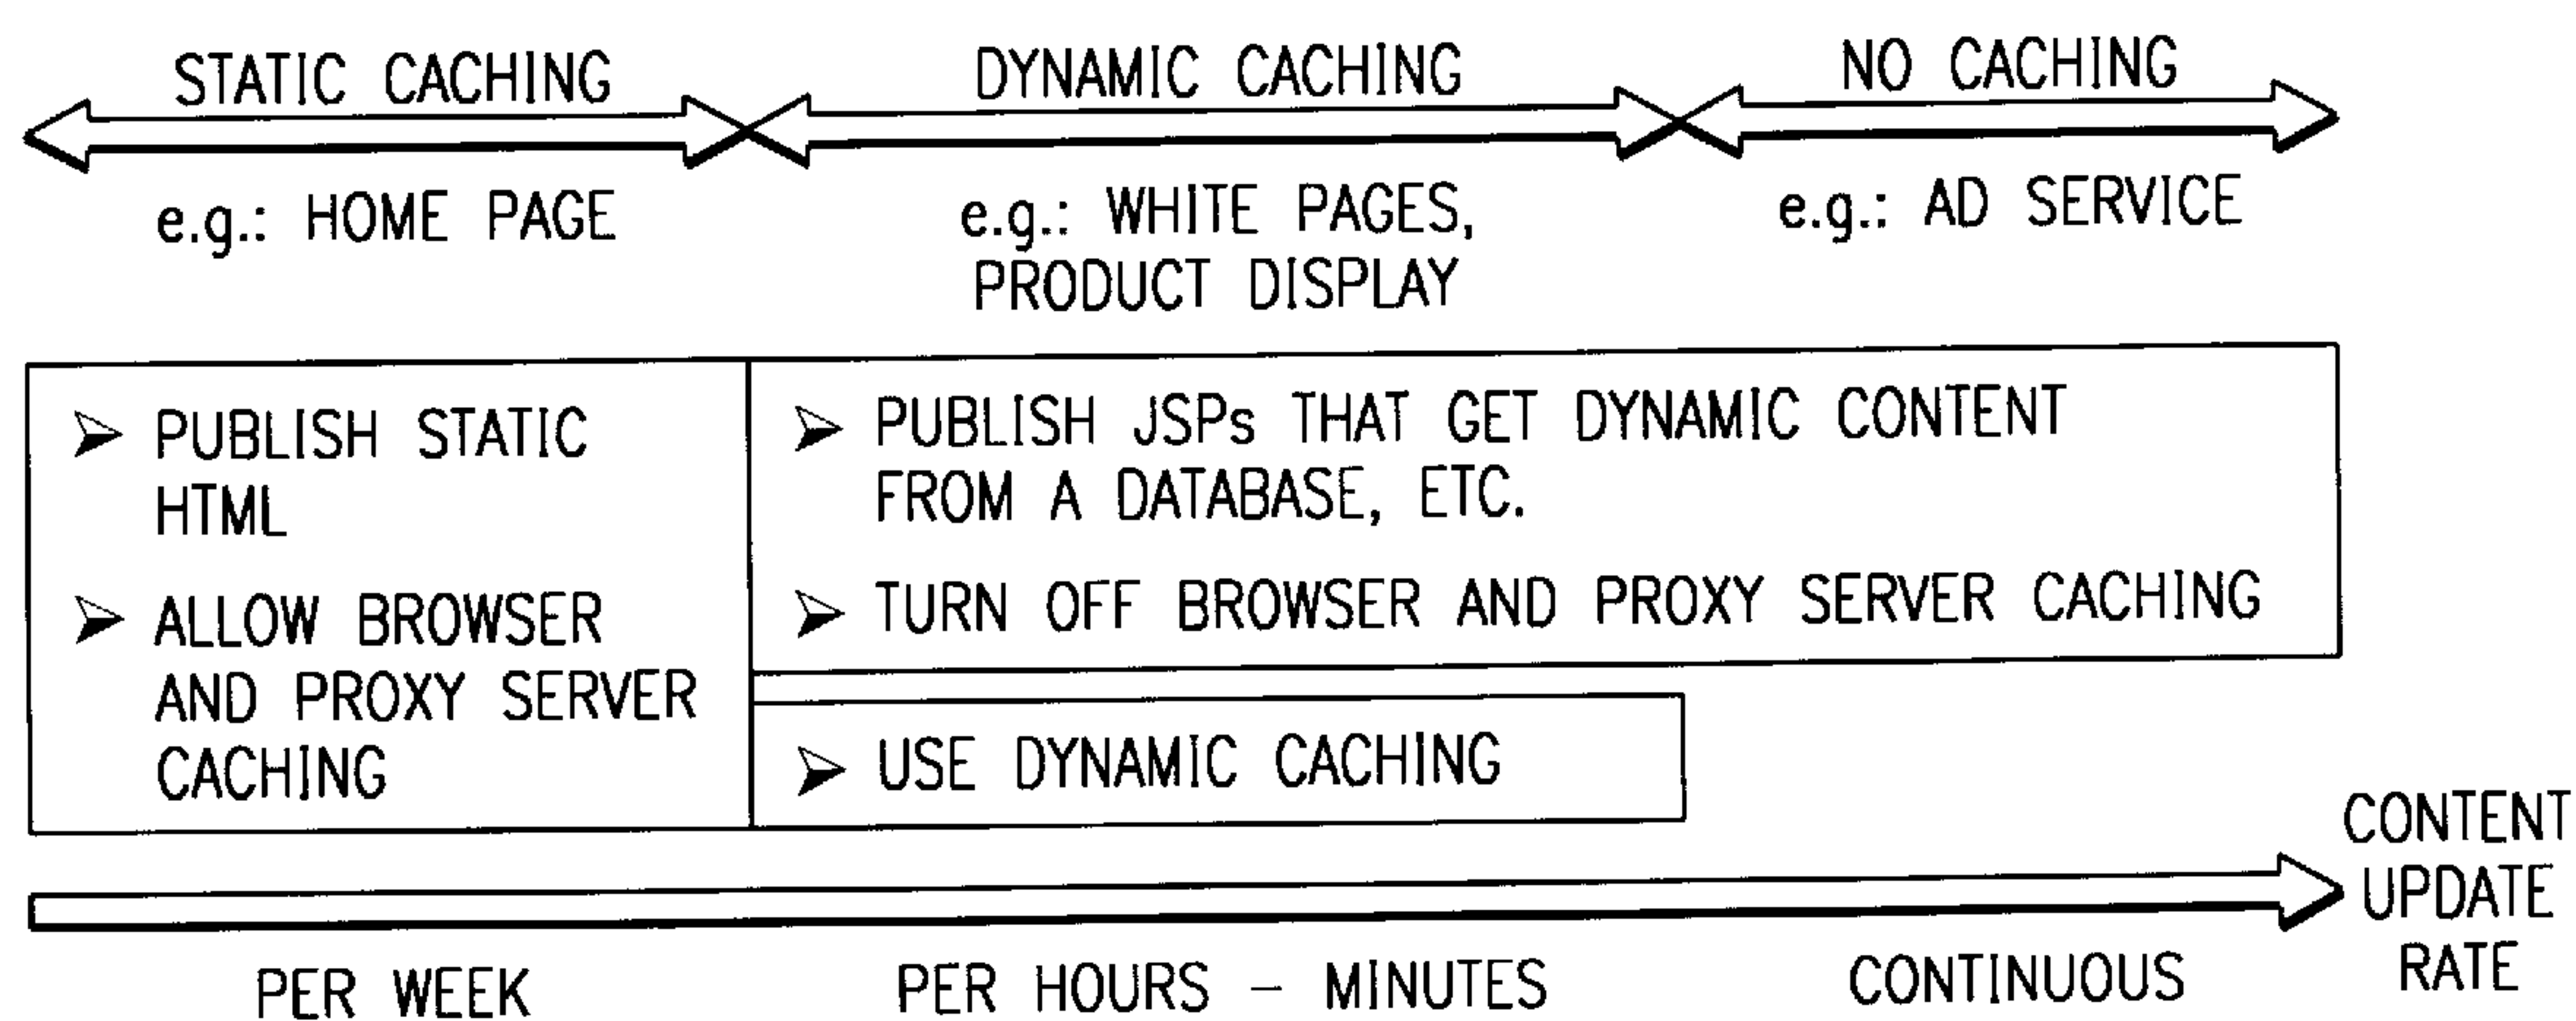 STATIC CACHING
DYNAMIC CACHING
NO CACHING
e.g.: HOME PAGE
e.g.: WHITE PAGES,
PRODUCT DISPLAY
e.g.: AD SERVICE
➢ PUBLISH STATIC
HTML
➢ ALLOW BROWSER
AND PROXY SERVER
CACHING
➢ PUBLISH JSPs THAT GET DYNAMIC CONTENT
FROM A DATABASE, ETC.
➢ TURN OFF BROWSER AND PROXY SERVER CACHING
➢ USE DYNAMIC CACHING
CONTENT
UPDATE
RATE
PER WEEK
PER HOURS – MINUTES
CONTINUOUS